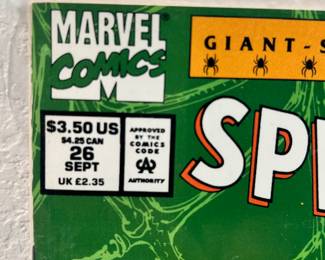 MARVEL
COMICS
GIANT-S
$3.50 US
$4.25 CAN
26
SEPT
UK £2.35
APPROVED
BY THE
COMICS
CODE
CA
AUTHORITY
SP